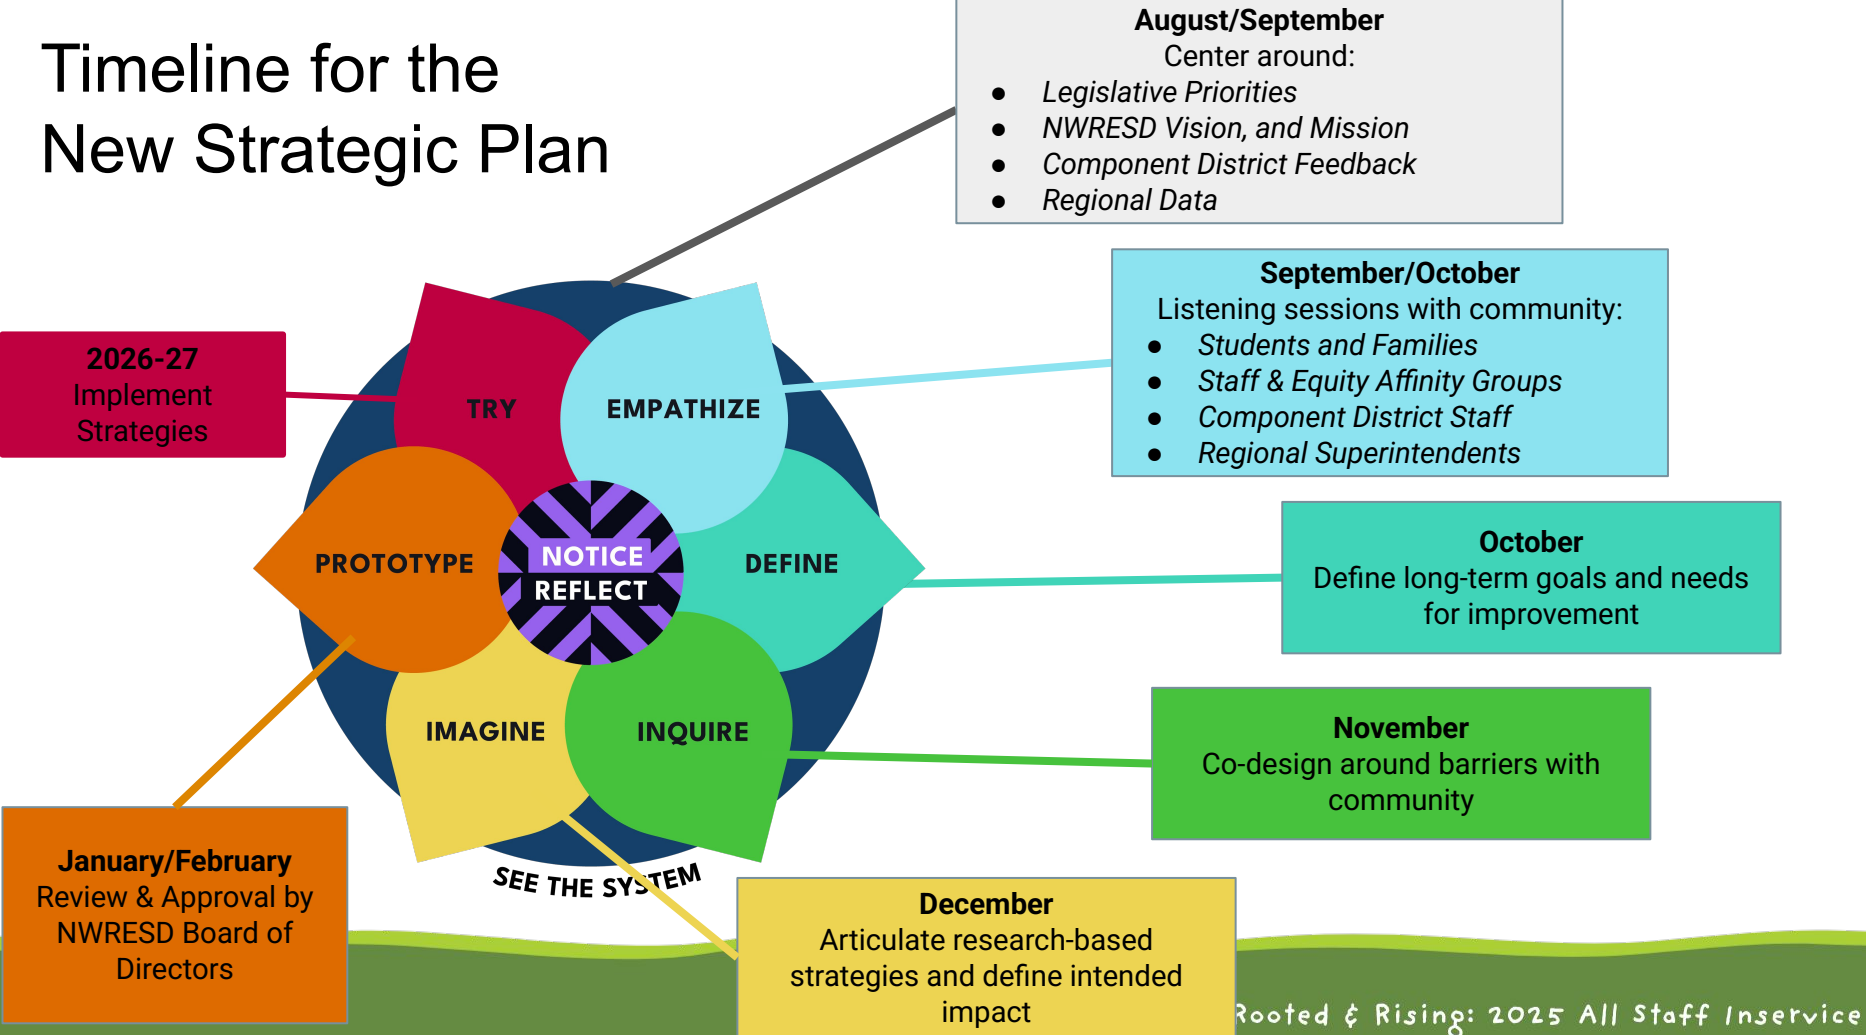 Timeline for the
New Strategic Plan
August/September
Center around:
● Legislative Priorities
● NWRESD Vision, and Mission
● Component District Feedback
● Regional Data
September/October
Listening sessions with community:
● Students and Families
● Staff & Equity Affinity Groups
● Component District Staff
● Regional Superintendents
2026-27
Implement
Strategies
TRY
EMPATHIZE
October
Define long-term goals and needs
for improvement
PROTOTYPE
NOTICE
REFLECT
DEFINE
November
Co-design around barriers with
community
IMAGINE
INQUIRE
SEE THE SYSTEM
January/February
Review & Approval by
NWRESD Board of
Directors
December
Articulate research-based
strategies and define intended
impact
Rooted & Rising: 2025 All Staff Inservice